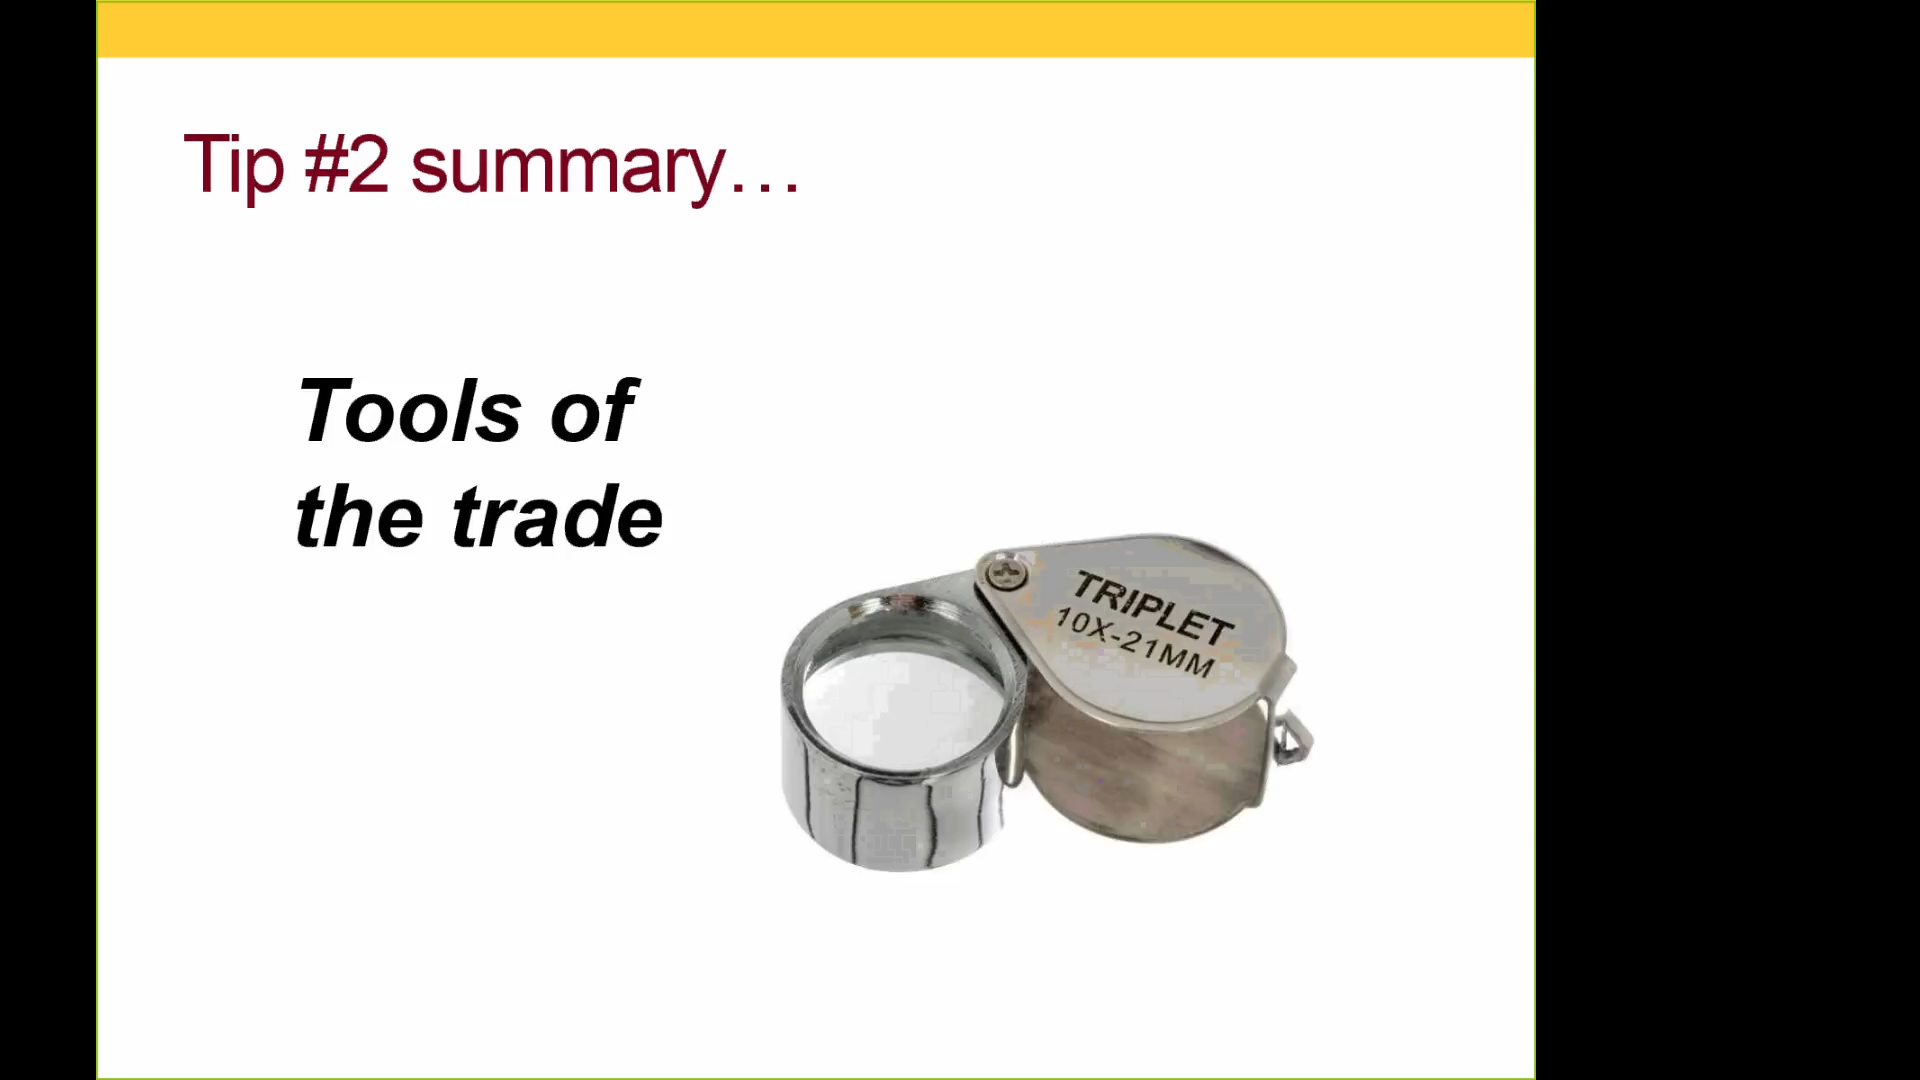 Tip #2 summary…
Tools of
the trade
TRIPLET
10X-21MM